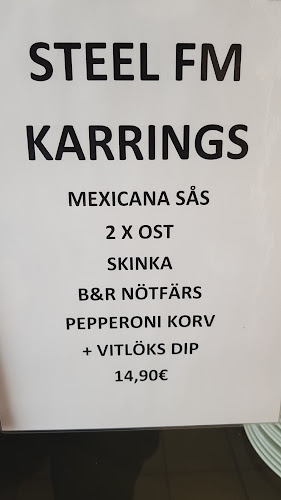 STEEL FM
KARRINGS
MEXICANA SÅS
2 X OST
SKINKA
B&R NÖTFÄRS
PEPPERONI KORV
+ VITLÖKS DIP
14,90€